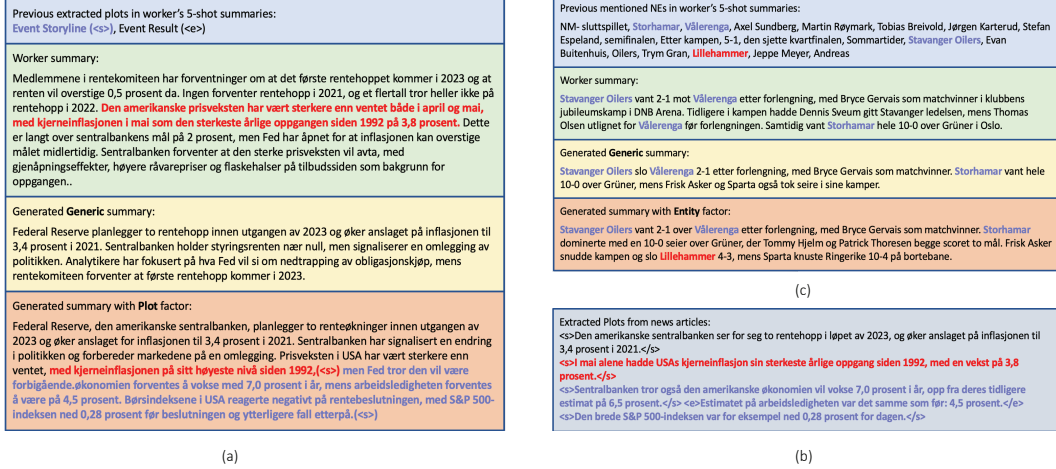 Previous extracted plots in worker's 5-shot summaries:
Event Storyline (<s>), Event Result (<e>)
Worker summary:
Medlemmene i rentekomiteen har forventninger om at det første rentehoppet kommer i 2023 og at
renten vil overstige 0,5 prosent da. Ingen forventer rentehopp i 2021, og et flertall tror heller ikke på
rentehopp i 2022. Den amerikanske prisveksten har vært sterkere enn ventet både i april og mai,
med kjerneinflasjonen i mai som den sterkeste årlige oppgangen siden 1992 på 3,8 prosent. Dette
er langt over sentralbankens mål på 2 prosent, men Fed har åpnet for at inflasjonen kan overstige
målet midlertidig. Sentralbanken forventer at den sterke prisveksten vil avta, med
gjenåpningseffekter, høyere råvarepriser og flaskehalser på tilbudssiden som bakgrunn for
oppgangen..
Generated Generic summary:
Federal Reserve planlegger to rentehopp innen utgangen av 2023 og øker anslaget på inflasjonen til
3,4 prosent i 2021. Sentralbanken holder styringsrenten nær null, men signaliserer en omlegging av
politikken. Analytikere har fokusert på hva Fed vil si om nedtrapping av obligasjonskjøp, mens
rentekomiteen forventer at første rentehopp kommer i 2023.
Generated summary with Plot factor:
Federal Reserve, den amerikanske sentralbanken, planlegger to renteøkninger innen utgangen av
2023 og øker anslaget for inflasjonen til 3,4 prosent i 2021. Sentralbanken har signalisert en endring
i politikken og forbereder markedene på en omlegging. Prisveksten i USA har vært sterkere enn
ventet, med kjerneinflasjonen på sitt høyeste nivå siden 1992,(<s>) men Fed tror den vil være
forbigående.økonomien forventes å vokse med 7,0 prosent i år, mens arbeidsledigheten forventes
å være på 4,5 prosent. Børsindeksene i USA reagerte negativt på rentebeslutningen, med S&P 500-
indeksen ned 0,28 prosent før beslutningen og ytterligere fall etterpå.(<s>)
(a)
Previous mentioned NEs in worker's 5-shot summaries:
NM- sluttspillet, Storhamar, Vålerenga, Axel Sundberg, Martin Røymark, Tobias Breivold, Jørgen Karterud, Stefan
Espeland, semifinalen, Etter kampen, 5-1, den sjette kvartfinalen, Sommartider, Stavanger Oilers, Evan
Buitenhuis, Oilers, Trym Gran, Lillehammer, Jeppe Meyer, Andreas
Worker summary:
Stavanger Oilers vant 2-1 mot Vålerenga etter forlengning, med Bryce Gervais som matchvinner i klubbens
jubileumskamp i DNB Arena. Tidligere i kampen hadde Dennis Sveum gitt Stavanger ledelsen, mens Thomas
Olsen utlignet for Vålerenga før forlengningen. Samtidig vant Storhamar hele 10-0 over Grüner i Oslo.
Generated Generic summary:
Stavanger Oilers slo Vålerenga 2-1 etter forlengning, med Bryce Gervais som matchvinner. Storhamar vant hele
10-0 over Grüner, mens Frisk Asker og Sparta også tok seire i sine kamper.
Generated summary with Entity factor:
Stavanger Oilers vant 2-1 over Vålerenga etter forlengning, med Bryce Gervais som matchvinner. Storhamar
dominerte med en 10-0 seier over Grüner, der Tommy Hjelm og Patrick Thoresen begge scoret to mål. Frisk Asker
snudde kampen og slo Lillehammer 4-3, mens Sparta knuste Ringerike 10-4 på bortebane.
(c)
Extracted Plots from news articles:
<s>Den amerikanske sentralbanken ser for seg to rentehopp i løpet av 2023, og øker anslaget på inflasjonen til
3,4 prosent i 2021.</s>
<s>I mai alene hadde USAs kjerneinflasjon sin sterkeste årlige oppgang siden 1992, med en vekst på 3,8
prosent.</s>
<s>Sentralbanken tror også den amerikanske økonomien vil vokse 7,0 prosent i år, opp fra deres tidligere
estimat på 6,5 prosent.</s> <e>Estimatet på arbeidsledigheten var det samme som før: 4,5 prosent.</e>
<s>Den brede S&P 500-indeksen var for eksempel ned 0,28 prosent for dagen.</s>
(b)